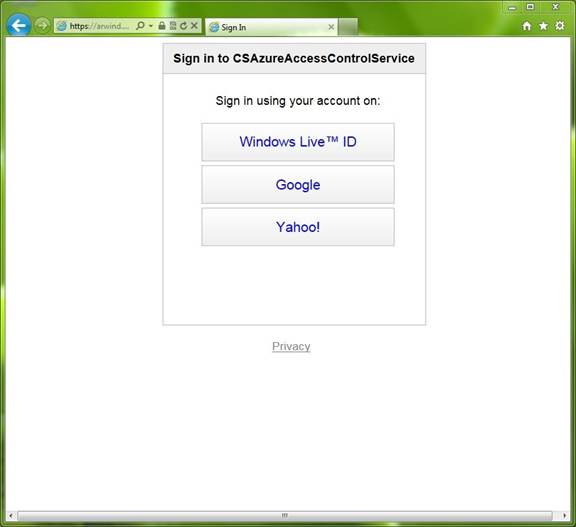 https://arwind....
Sign In
Sign in to CSAzureAccessControlService
Sign in using your account on:
Windows Live™ ID
Google
Yahoo!
Privacy